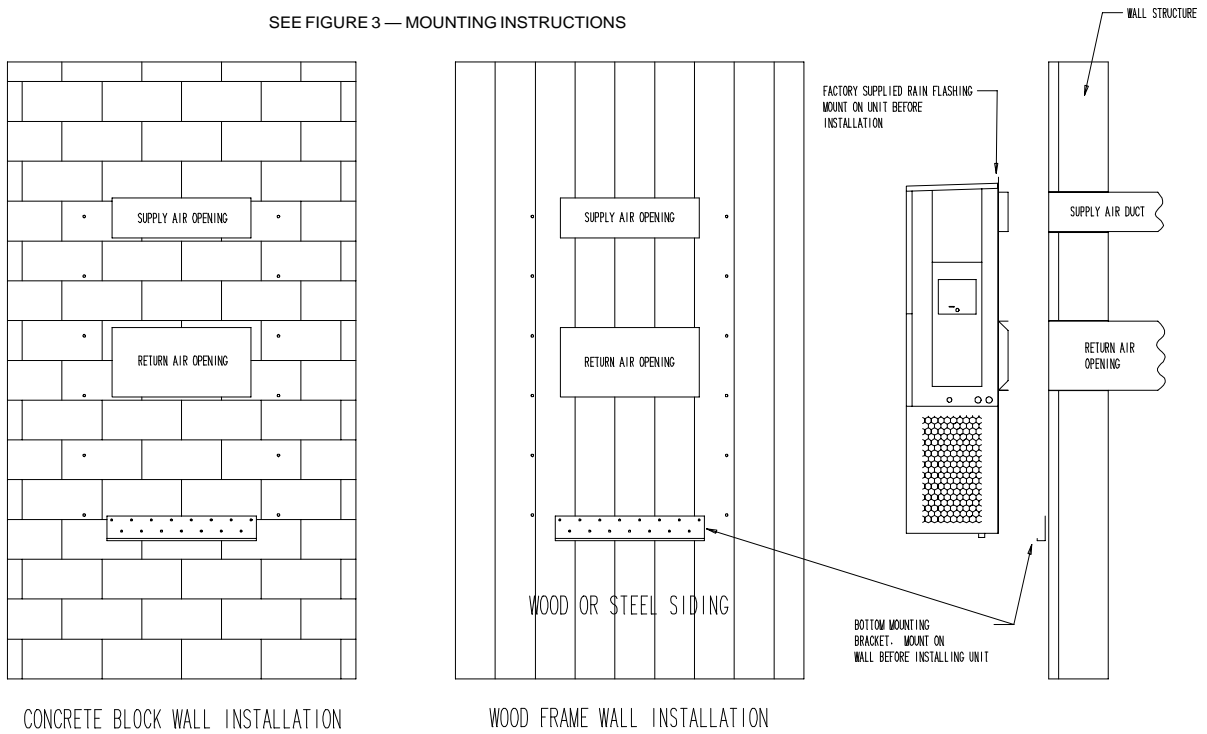 SEE FIGURE 3 — MOUNTING INSTRUCTIONS
WALL STRUCTURE
FACTORY SUPPLIED RAIN FLASHING
MOUNT ON UNIT BEFORE
INSTALLATION
SUPPLY AIR OPENING
SUPPLY AIR OPENING
SUPPLY AIR DUCT
RETURN AIR OPENING
RETURN AIR OPENING
RETURN AIR
OPENING
WOOD OR STEEL SIDING
BOTTOM MOUNTING
BRACKET. MOUNT ON
WALL BEFORE INSTALLING UNIT
CONCRETE BLOCK WALL INSTALLATION
WOOD FRAME WALL INSTALLATION